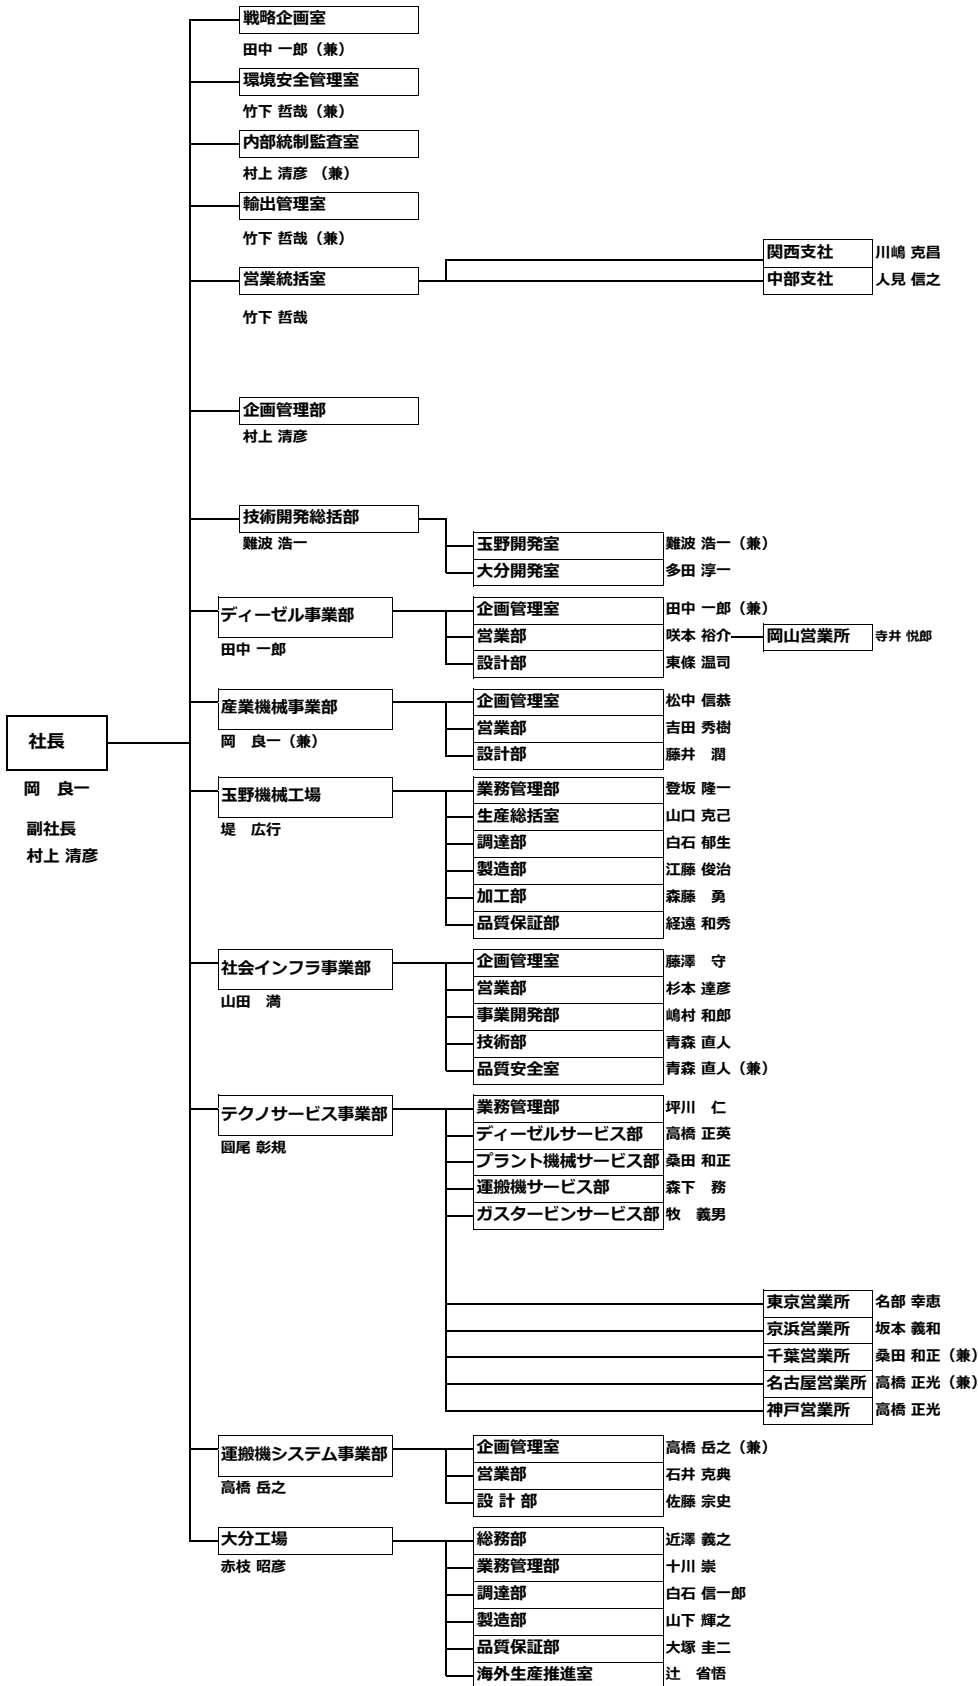 戦略企画室
田中 一郎（兼）
環境安全管理室
竹下 哲哉（兼）
内部統制監査室
村上 清彦 （兼）
輸出管理室
竹下 哲哉（兼）
営業統括室
竹下 哲哉
関西支社 川嶋 克昌
中部支社 人見 信之
企画管理部
村上 清彦
技術開発総括部
難波 浩一
玉野開発室 難波 浩一（兼）
大分開発室 多田 淳一
ディーゼル事業部
田中 一郎
企画管理室 田中 一郎（兼）
営業部 咲本 裕介 岡山営業所 寺井 悦郎
設計部 東條 温司
産業機械事業部
岡　良一（兼）
企画管理室 松中 信恭
営業部 吉田 秀樹
設計部 藤井　潤
社長
岡　良一
副社長
村上 清彦
玉野機械工場
堤　広行
業務管理部 登坂 隆一
生産総括室 山口 克己
調達部 白石 郁生
製造部 江藤 俊治
加工部 森藤　勇
品質保証部 経遠 和秀
社会インフラ事業部
山田　満
企画管理室 藤澤　守
営業部 杉本 達彦
事業開発部 嶋村 和郎
技術部 青森 直人
品質安全室 青森 直人（兼）
テクノサービス事業部
圓尾 彰規
業務管理部 坪川　仁
ディーゼルサービス部 高橋 正英
プラント機械サービス部 桑田 和正
運搬機サービス部 森下　務
ガスタービンサービス部 牧　義男
東京営業所 名部 幸恵
京浜営業所 坂本 義和
千葉営業所 桑田 和正（兼）
名古屋営業所 高橋 正光（兼）
神戸営業所 高橋 正光
運搬機システム事業部
高橋 岳之
企画管理室 高橋 岳之（兼）
営業部 石井 克典
設 計 部 佐藤 宗史
大分工場
赤枝 昭彦
総務部 近澤 義之
業務管理部 十川 崇
調達部 白石 信一郎
製造部 山下 輝之
品質保証部 大塚 圭二
海外生産推進室 辻　省悟